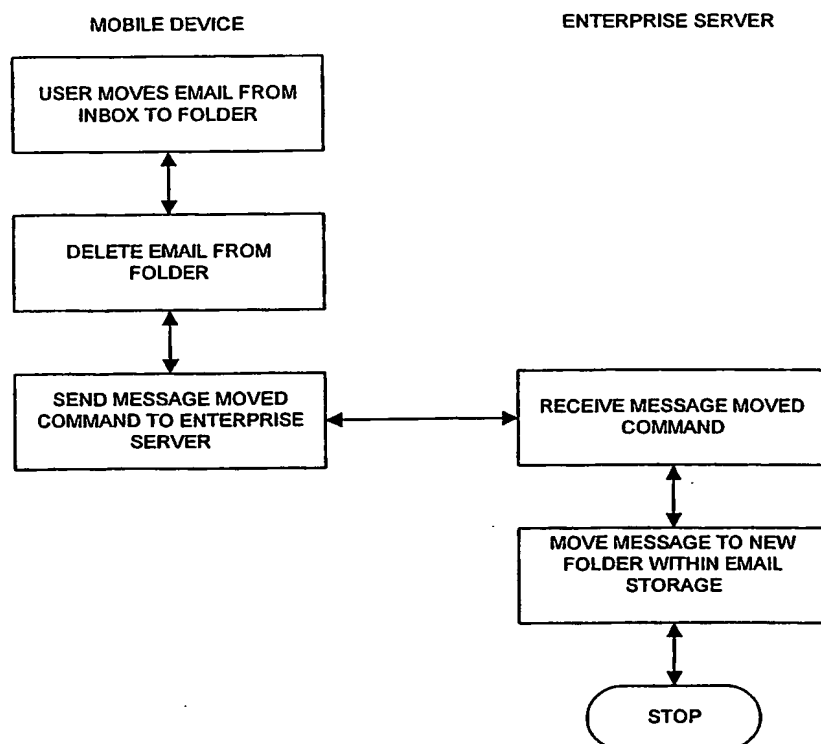 MOBILE DEVICE
ENTERPRISE SERVER
USER MOVES EMAIL FROM
INBOX TO FOLDER
DELETE EMAIL FROM
FOLDER
SEND MESSAGE MOVED
COMMAND TO ENTERPRISE
SERVER
RECEIVE MESSAGE MOVED
COMMAND
MOVE MESSAGE TO NEW
FOLDER WITHIN EMAIL
STORAGE
STOP